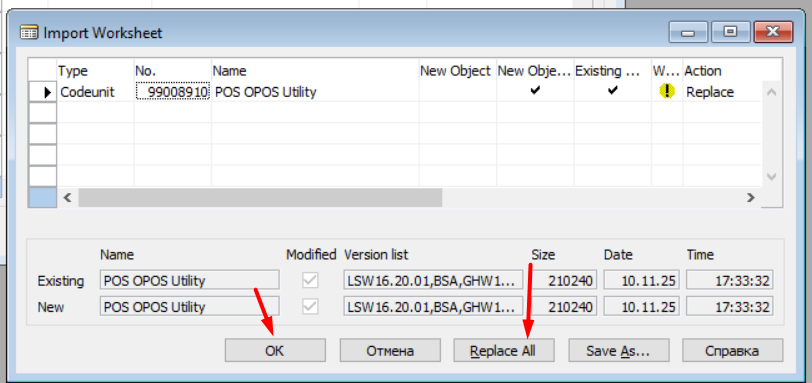 Import Worksheet
Type No. Name New Object New Obje... Existing ... W... Action
Codeunit 99008910 POS OPOS Utility Replace
Name Modified Version list Size Date Time
Existing POS OPOS Utility LSW16.20.01,BSA,GHW1... 210240 10.11.25 17:33:32
New POS OPOS Utility LSW16.20.01,BSA,GHW1... 210240 10.11.25 17:33:32
OK Отмена Replace All Save As... Справка